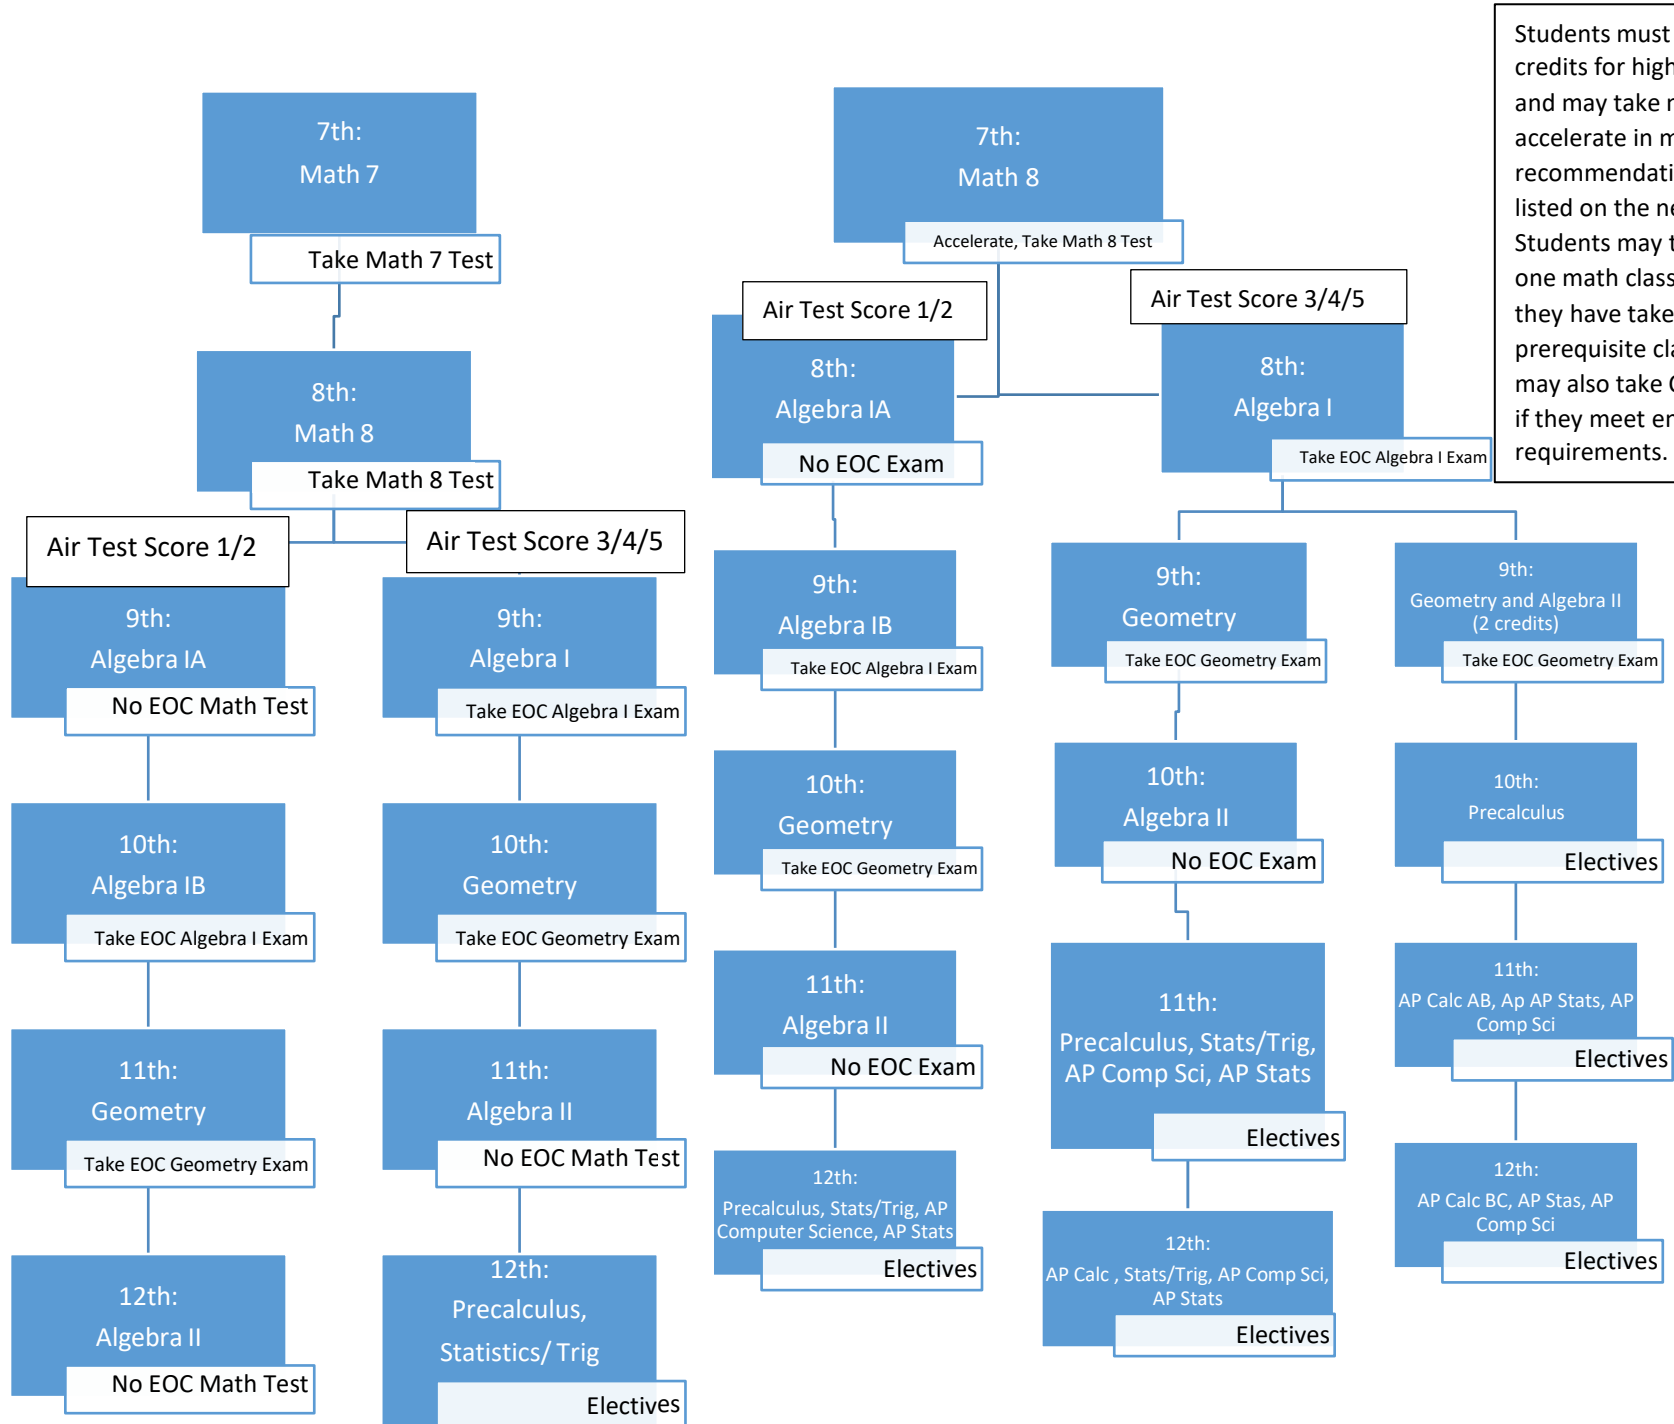 7th:
Math 7
Take Math 7 Test
8th:
Math 8
Take Math 8 Test
Air Test Score 1/2
9th:
Algebra IA
No EOC Math Test
10th:
Algebra IB
Take EOC Algebra I Exam
11th:
Geometry
Take EOC Geometry Exam
12th:
Algebra II
No EOC Math Test
Air Test Score 3/4/5
9th:
Algebra I
Take EOC Algebra I Exam
10th:
Geometry
Take EOC Geometry Exam
11th:
Algebra II
No EOC Math Test
12th:
Precalculus,
Statistics/ Trig
Electives
7th:
Math 8
Accelerate, Take Math 8 Test
Air Test Score 1/2
8th:
Algebra IA
No EOC Exam
9th:
Algebra IB
Take EOC Algebra I Exam
10th:
Geometry
Take EOC Geometry Exam
11th:
Algebra II
No EOC Exam
12th:
Precalculus, Stats/Trig, AP
Computer Science, AP Stats
Electives
Air Test Score 3/4/5
8th:
Algebra I
Take EOC Algebra I Exam
9th:
Geometry
Take EOC Geometry Exam
10th:
Algebra II
No EOC Exam
11th:
Precalculus, Stats/Trig,
AP Comp Sci, AP Stats
Electives
12th:
AP Calc , Stats/Trig, AP Comp Sci,
AP Stats
Electives
9th:
Geometry and Algebra II
(2 credits)
Take EOC Geometry Exam
10th:
Precalculus
Electives
11th:
AP Calc AB, Ap AP Stats, AP
Comp Sci
Electives
12th:
AP Calc BC, AP Stas, AP
Comp Sci
Electives
Students must
credits for high
and may take
accelerate in
listed on the
Students may
one math class
they have take
prerequisite
may also take
if they meet
requirements.